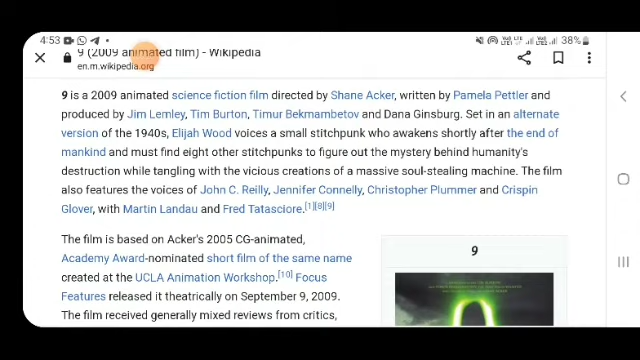 4:53
38%
9 (2009 animated film) - Wikipedia
en.m.wikipedia.org
9 is a 2009 animated science fiction film directed by Shane Acker, written by Pamela Pettler and
produced by Jim Lemley, Tim Burton, Timur Bekmambetov and Dana Ginsburg. Set in an alternate
version of the 1940s, Elijah Wood voices a small stitchpunk who awakens shortly after the end of
mankind and must find eight other stitchpunks to figure out the mystery behind humanity's
destruction while tangling with the vicious creations of a massive soul-stealing machine. The film
also features the voices of John C. Reilly, Jennifer Connelly, Christopher Plummer and Crispin
Glover, with Martin Landau and Fred Tatasciore.[1][8][9]
The film is based on Acker's 2005 CG-animated,
Academy Award-nominated short film of the same name
created at the UCLA Animation Workshop.[10] Focus
Features released it theatrically on September 9, 2009.
The film received generally mixed reviews from critics,
9